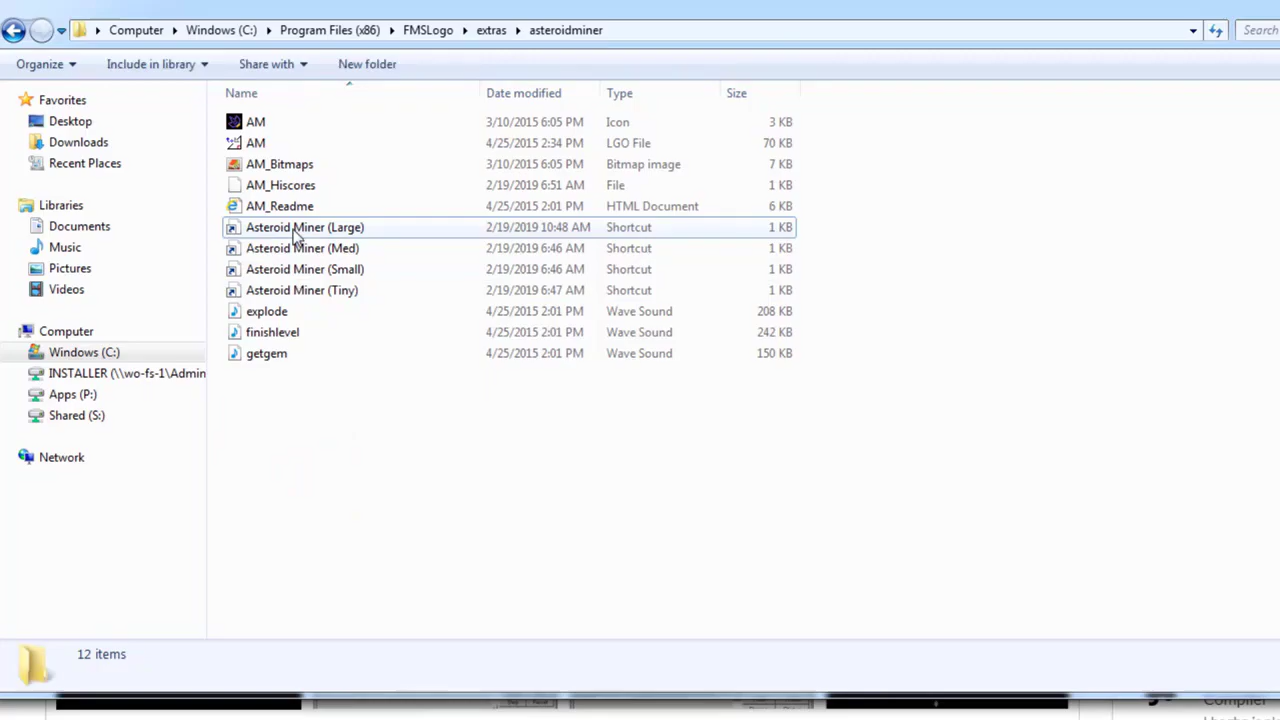 Computer Windows (C:) Program Files (x86) FMSLogo extras asteroidminer Search
Organize Include in library Share with New folder
Name Date modified Type Size
Favorites
Desktop
Downloads
Recent Places
Libraries
Documents
Music
Pictures
Videos
Computer
Windows (C:)
INSTALLER (\\wo-fs-1\Admin
Apps (P:)
Shared (S:)
Network
AM 3/10/2015 6:05 PM Icon 3 KB
AM 4/25/2015 2:34 PM LGO File 70 KB
AM_Bitmaps 3/10/2015 6:05 PM Bitmap image 7 KB
AM_Hiscores 2/19/2019 6:51 AM File 1 KB
AM_Readme 4/25/2015 2:01 PM HTML Document 6 KB
Asteroid Miner (Large) 2/19/2019 10:48 AM Shortcut 1 KB
Asteroid Miner (Med) 2/19/2019 6:46 AM Shortcut 1 KB
Asteroid Miner (Small) 2/19/2019 6:46 AM Shortcut 1 KB
Asteroid Miner (Tiny) 2/19/2019 6:47 AM Shortcut 1 KB
explode 4/25/2015 2:01 PM Wave Sound 208 KB
finishlevel 4/25/2015 2:01 PM Wave Sound 242 KB
getgem 4/25/2015 2:01 PM Wave Sound 150 KB
12 items
Compiler